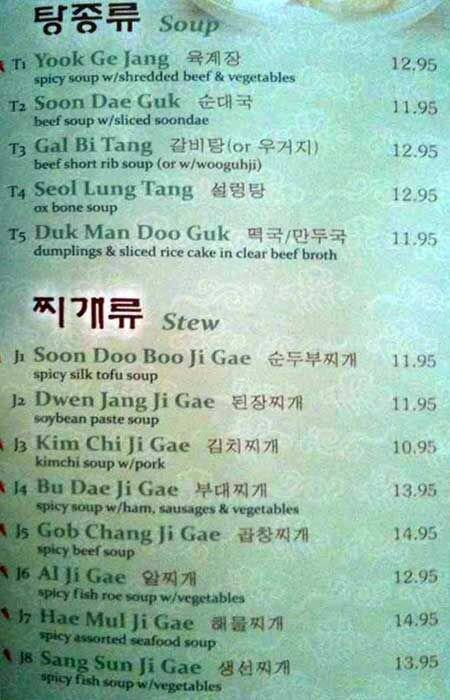 탕종류 Soup
T1 Yook Ge Jang 육계장 12.95
spicy soup w/shredded beef & vegetables
T2 Soon Dae Guk 순대국 11.95
beef soup w/sliced soondae
T3 Gal Bi Tang 갈비탕(or 우거지) 12.95
beef short rib soup (or w/wooguhji)
T4 Seol Lung Tang 설렁탕 12.95
ox bone soup
T5 Duk Man Doo Guk 떡국/만두국 11.95
dumplings & sliced rice cake in clear beef broth
찌개류 Stew
J1 Soon Doo Boo Ji Gae 순두부찌개 11.95
spicy silk tofu soup
J2 Dwen Jang Ji Gae 된장찌개 11.95
soybean paste soup
J3 Kim Chi Ji Gae 김치찌개 10.95
kimchi soup w/pork
J4 Bu Dae Ji Gae 부대찌개 13.95
spicy soup w/ham, sausages & vegetables
J5 Gob Chang Ji Gae 곱창찌개 14.95
spicy beef soup
J6 Al Ji Gae 알찌개 12.95
spicy fish roe soup w/vegetables
J7 Hae Mul Ji Gae 해물찌개 14.95
spicy assorted seafood soup
J8 Sang Sun Ji Gae 생선찌개 13.95
spicy fish soup w/vegetables